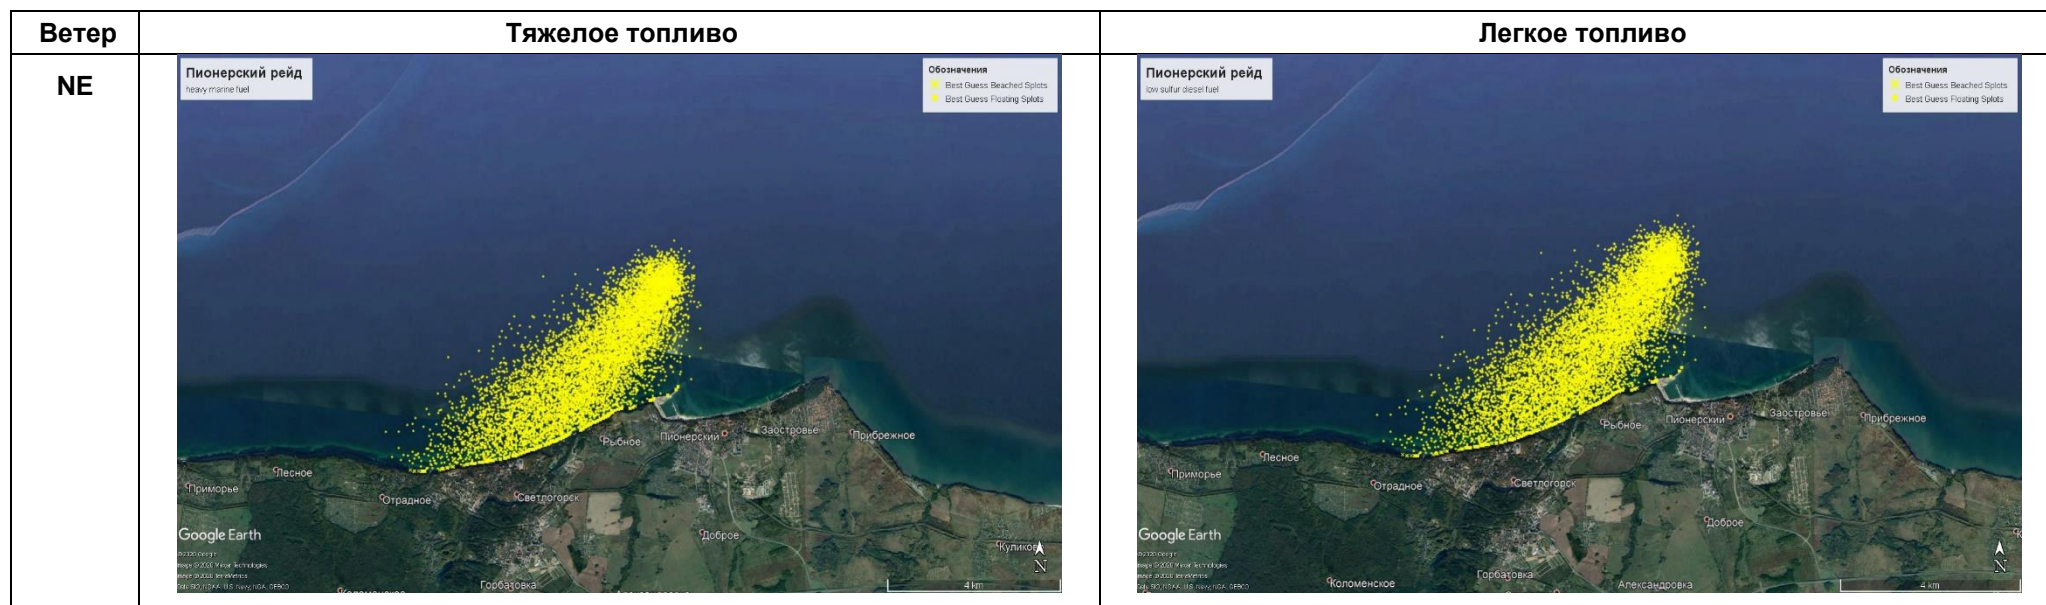 Ветер
Тяжелое топливо
Легкое топливо
NE
Пионерский рейд
heavy marine fuel
Обозначения
Best Guess Beached Splots
Best Guess Floating Splots
Лесное
Приморье
Отрадное
Светлогорск
Рыбное
Пионерский
Заостровье
Прибрежное
Доброе
Горбатовка
Google Earth
N
4 km
Пионерский рейд
low sulfur diesel fuel
Обозначения
Best Guess Beached Splots
Best Guess Floating Splots
Приморье
Лесное
Отрадное
Светлогорск
Рыбное
Пионерский
Заостровье
Прибрежное
Доброе
Коломенское
Горбатовка
Александровка
Google Earth
N
4 km